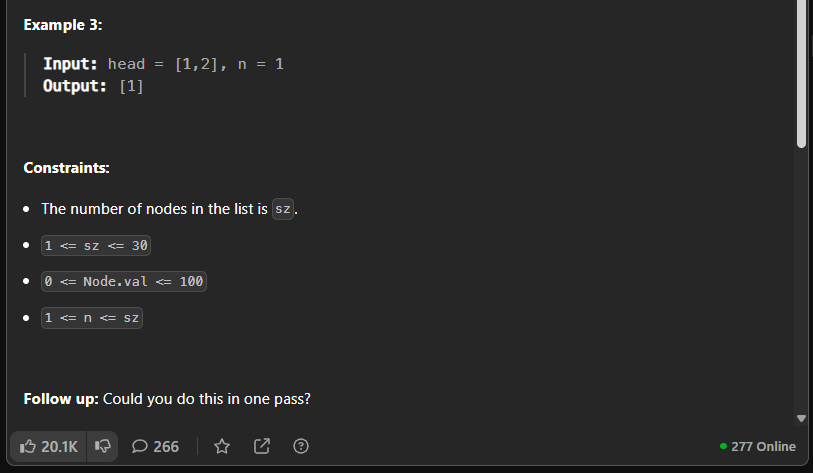 Example 3:
Input: head = [1,2], n = 1
Output: [1]
Constraints:
The number of nodes in the list is sz.
1 <= sz <= 30
0 <= Node.val <= 100
1 <= n <= sz
Follow up: Could you do this in one pass?
20.1K 266 277 Online